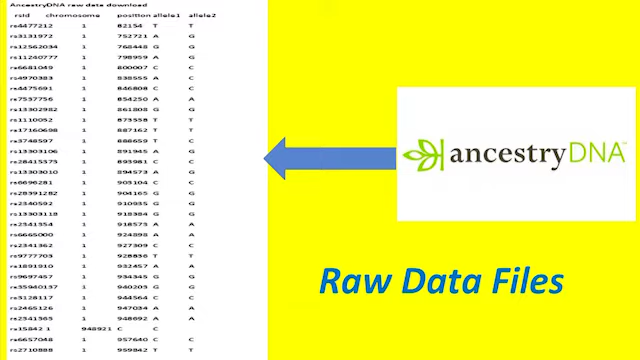 AncestryDNA raw data download
rsid chromosome position allele1 allele2
rs4477212 1 82154 T T
rs3131972 1 752721 A G
rs12562034 1 768448 G G
rs11240777 1 798959 A G
rs6681049 1 800007 C C
rs4970383 1 838555 A C
rs4475691 1 846808 C C
rs7537756 1 854250 A A
rs13302982 1 861808 G G
rs1110052 1 873558 T T
rs17160698 1 887162 T T
rs3748597 1 888659 T C
rs13303106 1 891945 A G
rs28415373 1 893981 C C
rs13303010 1 894573 A G
rs6696281 1 903104 C C
rs28391282 1 904165 G G
rs2340592 1 910935 G G
rs13303118 1 918384 G G
rs2341354 1 918573 A A
rs6665000 1 924898 A A
rs2341362 1 927309 C C
rs9777703 1 928836 T T
rs1891910 1 932457 A A
rs9697457 1 934345 G G
rs35940137 1 940203 G G
rs3128117 1 944564 C C
rs2465126 1 947034 A A
rs2341365 1 948692 A A
rs15842 1 948921 C C
rs6657048 1 957640 C C
rs2710888 1 959842 T T
ancestryDNA™
Raw Data Files